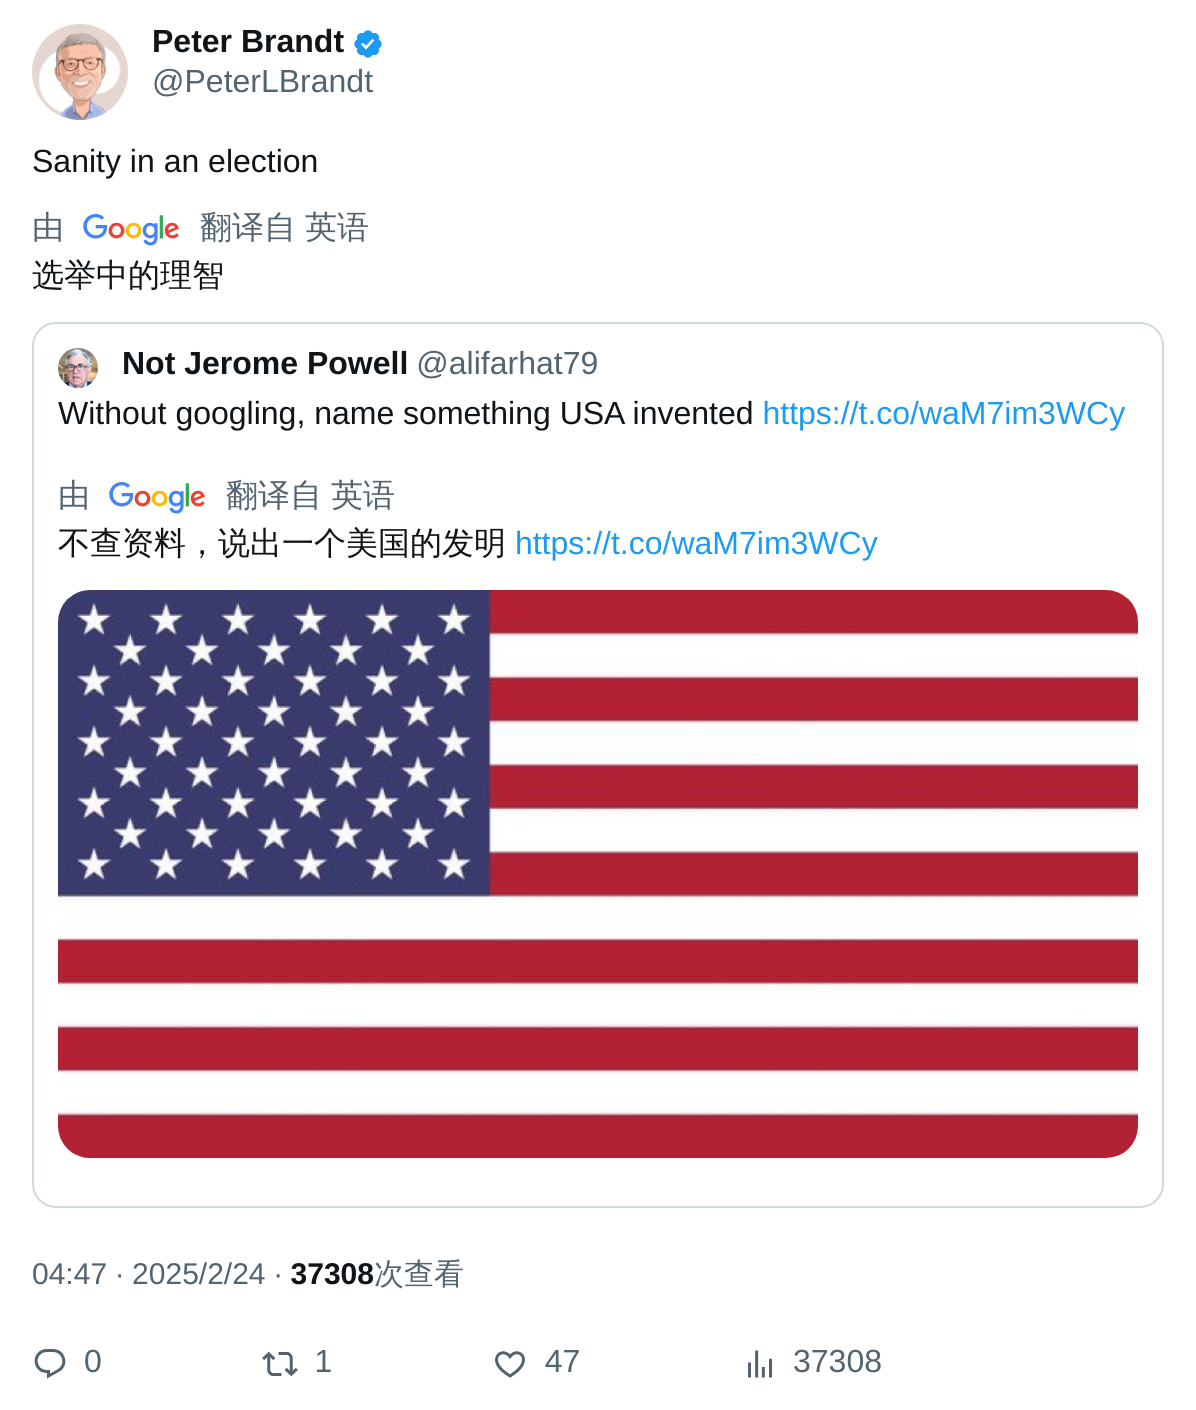 Peter Brandt
@PeterLBrandt
Sanity in an election
由 Google 翻译自 英语
选举中的理智
Not Jerome Powell @alifarhat79
Without googling, name something USA invented https://t.co/waM7im3WCy
由 Google 翻译自 英语
不查资料，说出一个美国的发明 https://t.co/waM7im3WCy
04:47 · 2025/2/24 · 37308次查看
0 1 47 37308